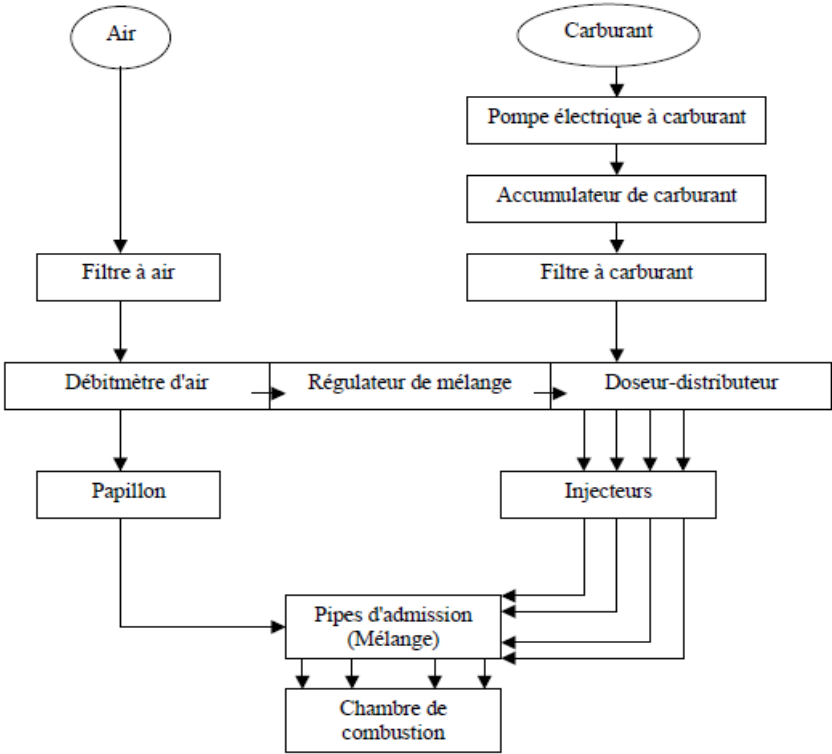 Air
Carburant
Pompe électrique à carburant
Accumulateur de carburant
Filtre à air
Filtre à carburant
Débitmètre d'air
Régulateur de mélange
Doseur-distributeur
Papillon
Injecteurs
Pipes d'admission
(Mélange)
Chambre de
combustion